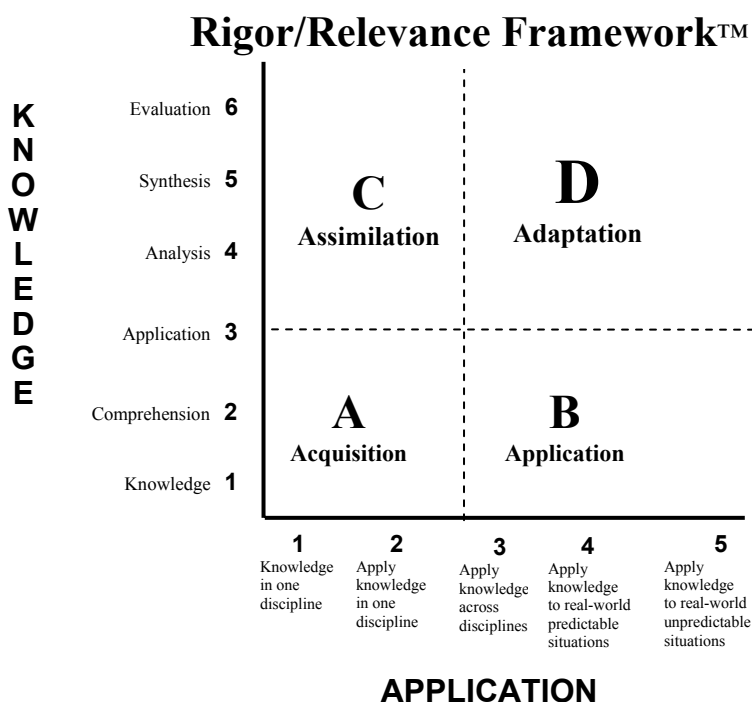 Rigor/Relevance Framework™
K
N
O
W
L
E
D
G
E
Evaluation 6
Synthesis 5
Analysis 4
Application 3
Comprehension 2
Knowledge 1
C
Assimilation
D
Adaptation
A
Acquisition
B
Application
1
Knowledge
in one
discipline
2
Apply
knowledge
in one
discipline
3
Apply
knowledge
across
disciplines
4
Apply
knowledge
to real-world
predictable
situations
5
Apply
knowledge
to real-world
unpredictable
situations
APPLICATION